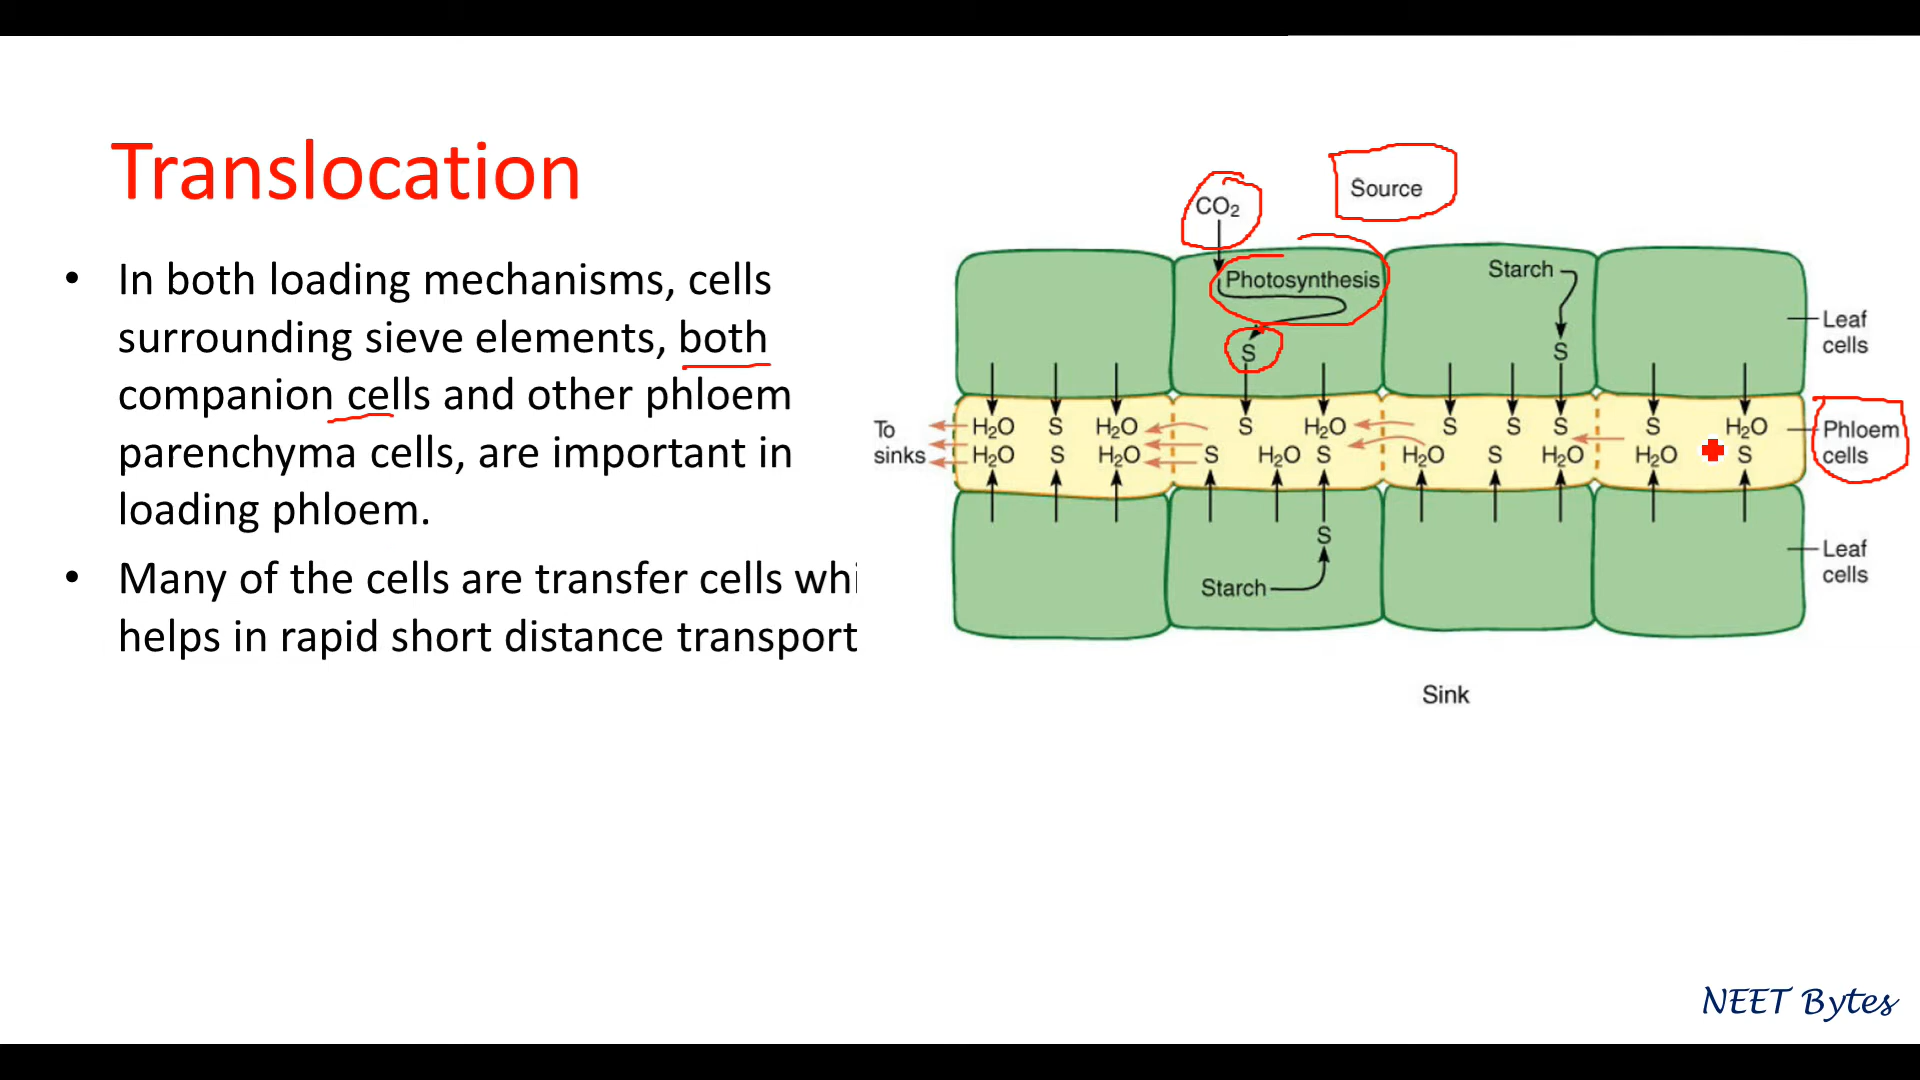 Translocation
• In both loading mechanisms, cells
surrounding sieve elements, both
companion cells and other phloem
parenchyma cells, are important in
loading phloem.
• Many of the cells are transfer cells whi
helps in rapid short distance transport
Source
CO₂
Photosynthesis
Starch
S S
Leaf
cells
To
sinks
H₂O S H₂O S H₂O S S S S H₂O
H₂O S H₂O S H₂O S H₂O S H₂O H₂O S
Phloem
cells
S
Starch
Leaf
cells
Sink
NEET Bytes